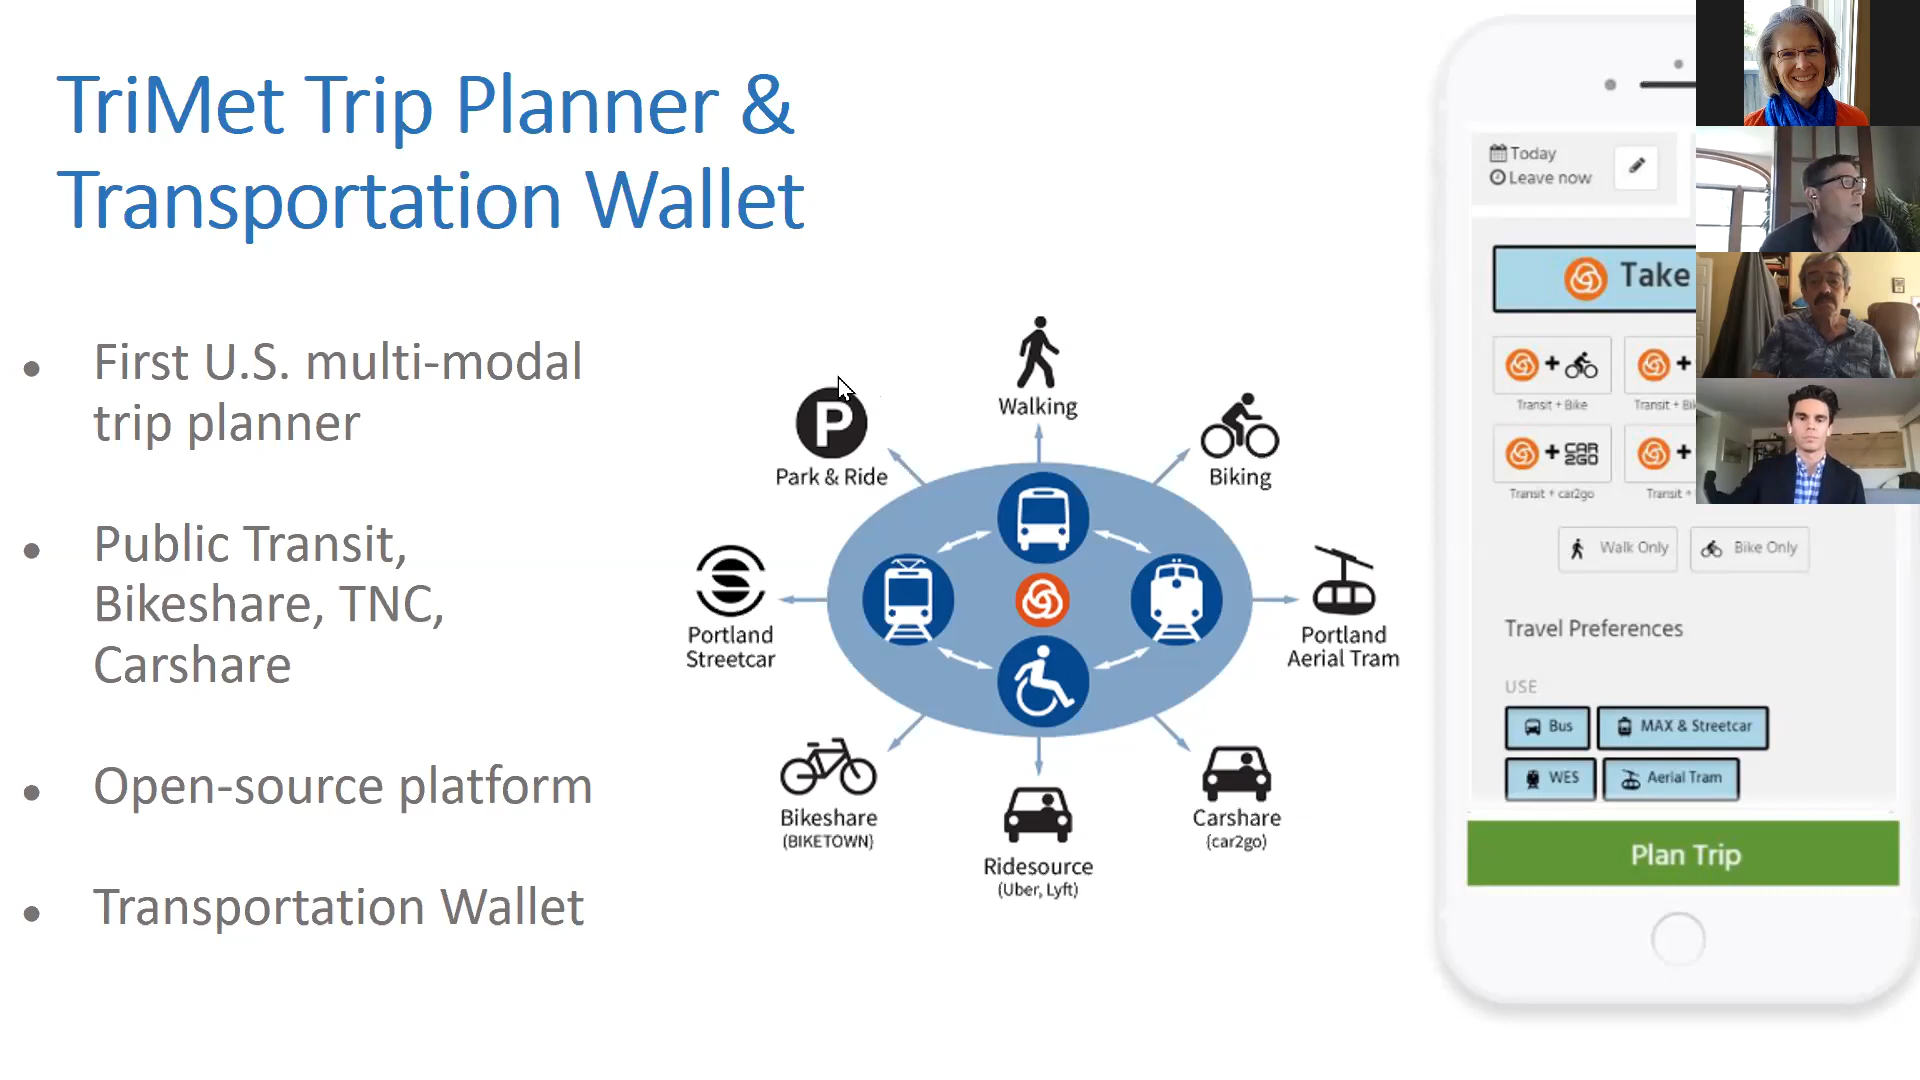 TriMet Trip Planner &
Transportation Wallet
First U.S. multi-modal
trip planner
Public Transit,
Bikeshare, TNC,
Carshare
Open-source platform
Transportation Wallet
Walking
P
Park & Ride
Biking
Portland
Streetcar
Portland
Aerial Tram
Bikeshare
(BIKETOWN)
Ridesource
(Uber, Lyft)
Carshare
(car2go)
Today
Leave now
Take
+
+
Transit + Bike
Transit +
+ CAR2GO
+
Transit + car2go
Transit +
Walk Only
Bike Only
Travel Preferences
USE
Bus
MAX & Streetcar
WES
Aerial Tram
Plan Trip